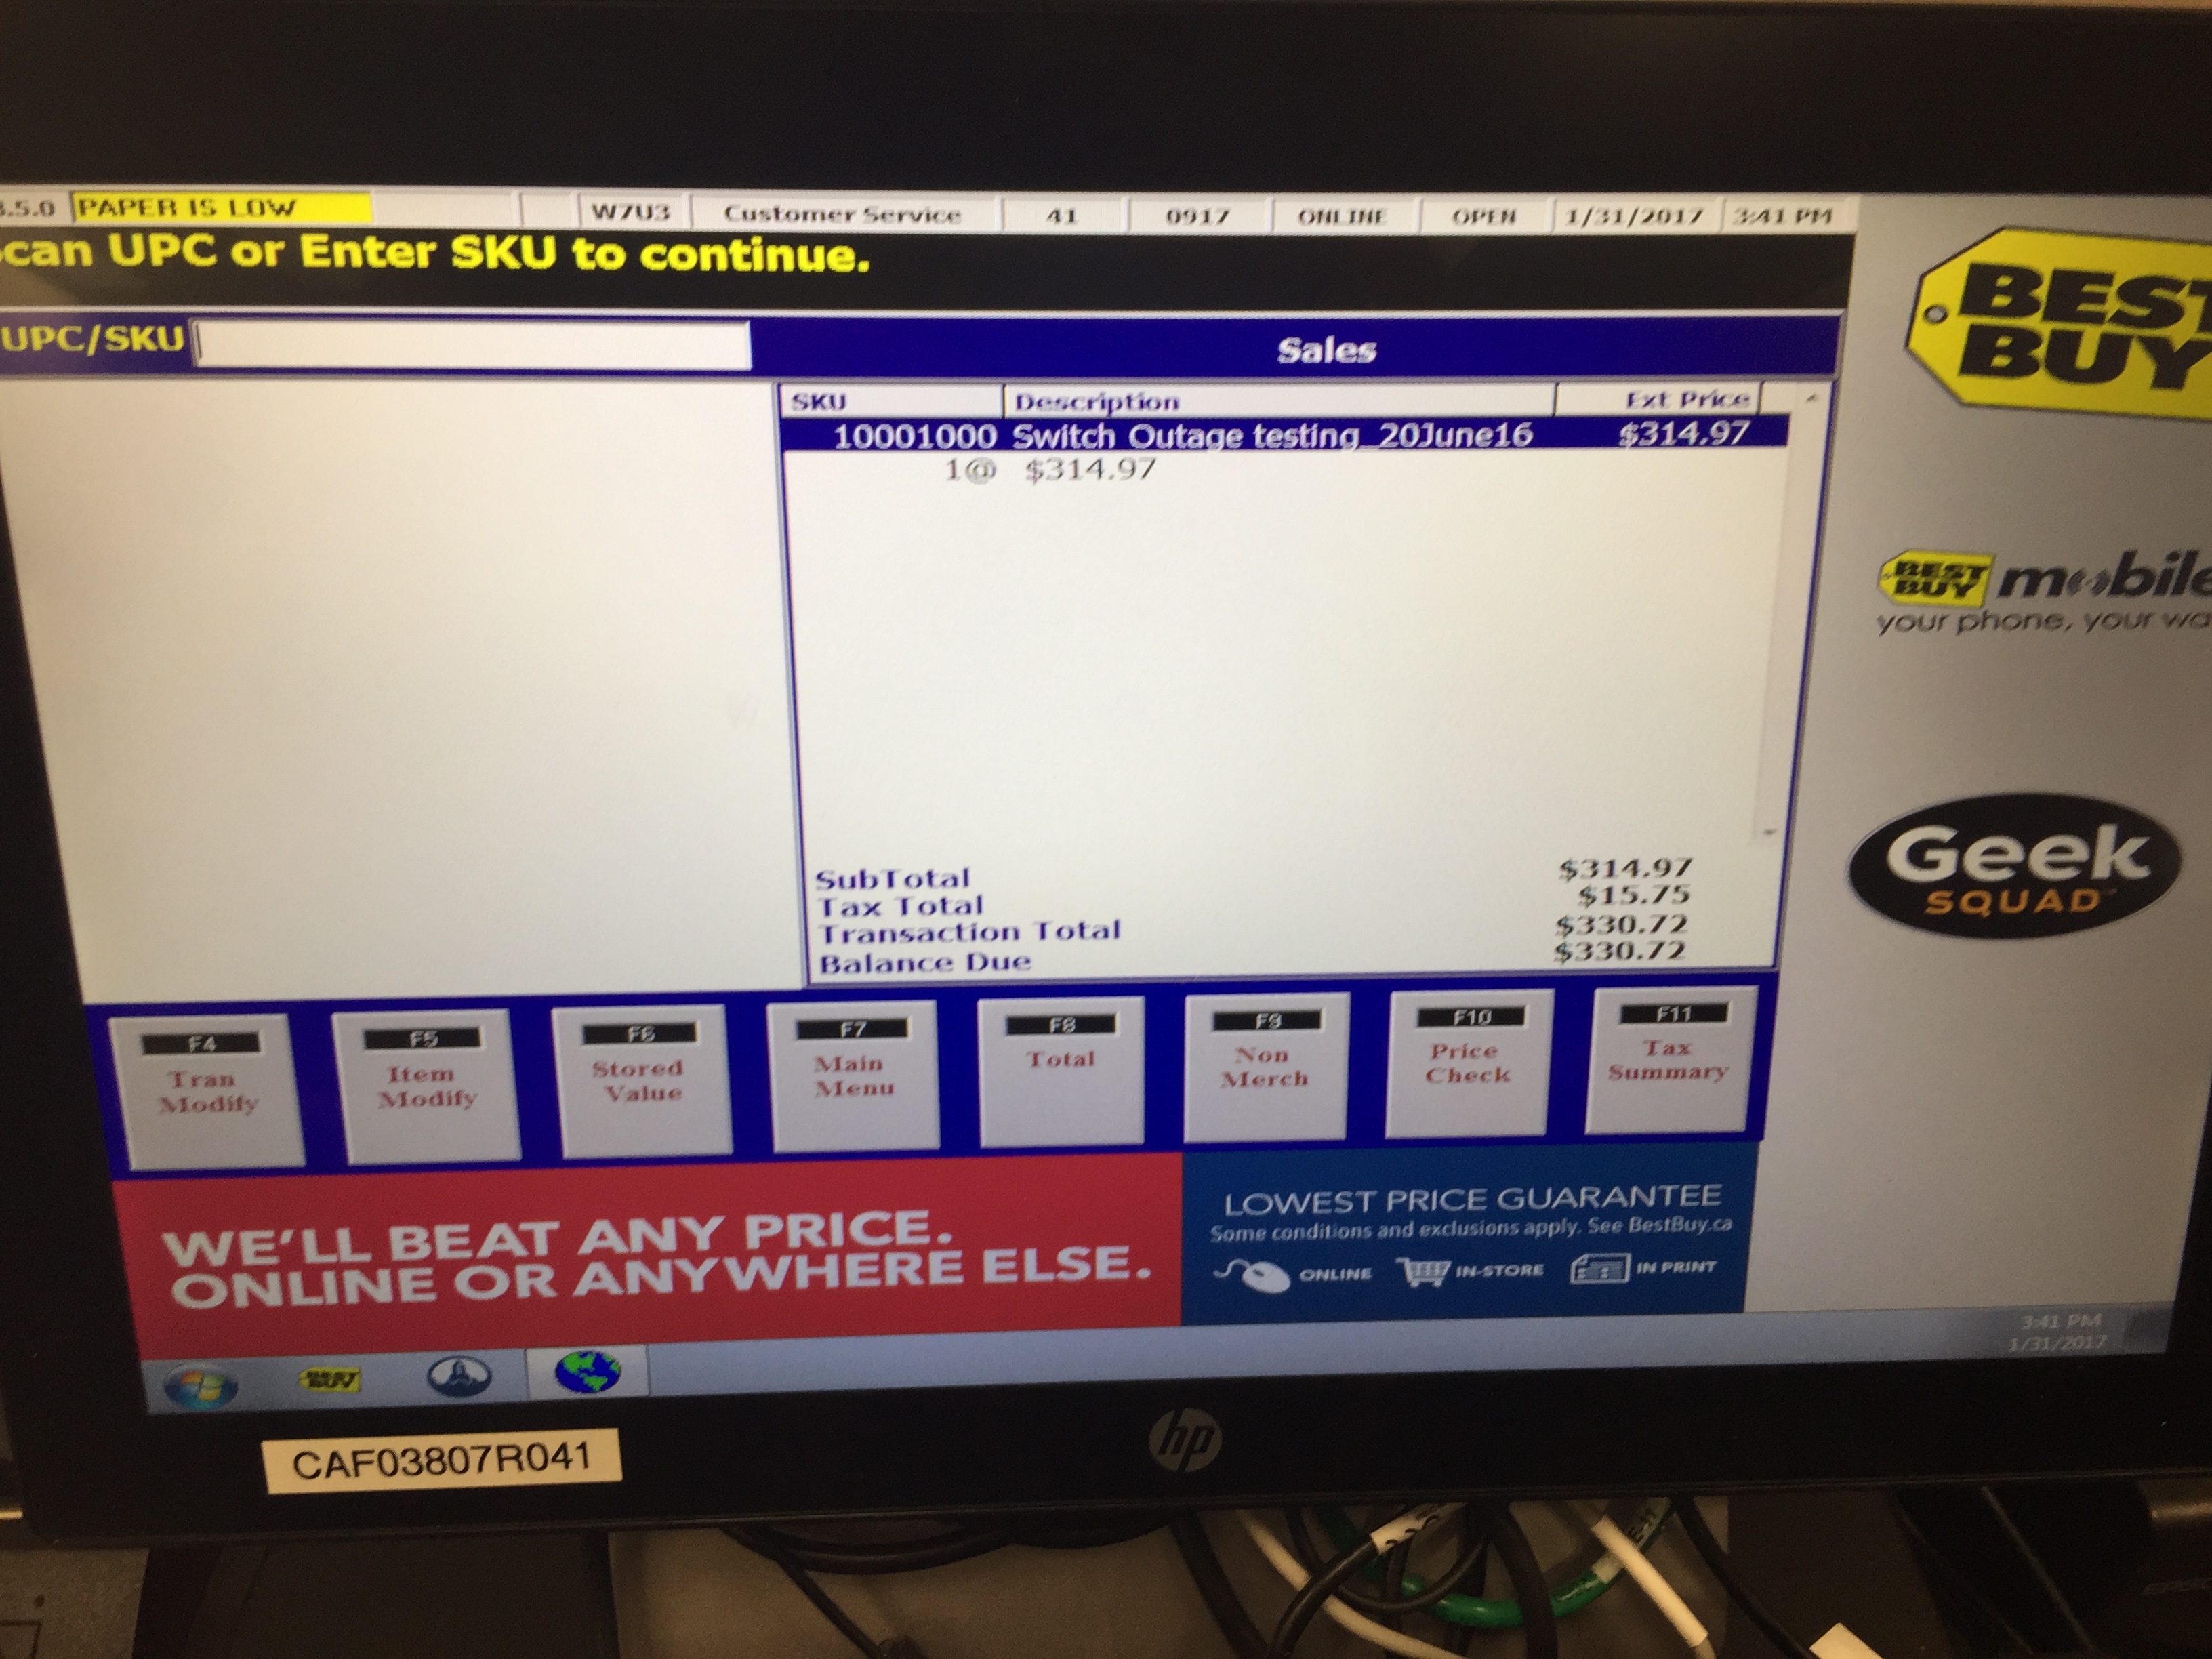 3.5.0 PAPER IS LOW W7U3 Customer Service 41 0917 ONLINE OPEN 1/31/2017 3:41 PM
can UPC or Enter SKU to continue.
UPC/SKU
Sales
SKU Description Ext Price
10001000 Switch Outage testing_20June16 $314.97
1@ $314.97
SubTotal $314.97
Tax Total $15.75
Transaction Total $330.72
Balance Due $330.72
F4 Tran Modify
F5 Item Modify
F6 Stored Value
F7 Main Menu
F8 Total
F9 Non Merch
F10 Price Check
F11 Tax Summary
BEST
BUY
BEST BUY mobile
your phone, your wa
Geek
SQUAD
WE'LL BEAT ANY PRICE.
ONLINE OR ANYWHERE ELSE.
LOWEST PRICE GUARANTEE
Some conditions and exclusions apply. See BestBuy.ca
ONLINE IN-STORE IN PRINT
3:41 PM
1/31/2017
BEST BUY
hp
CAF03807R041